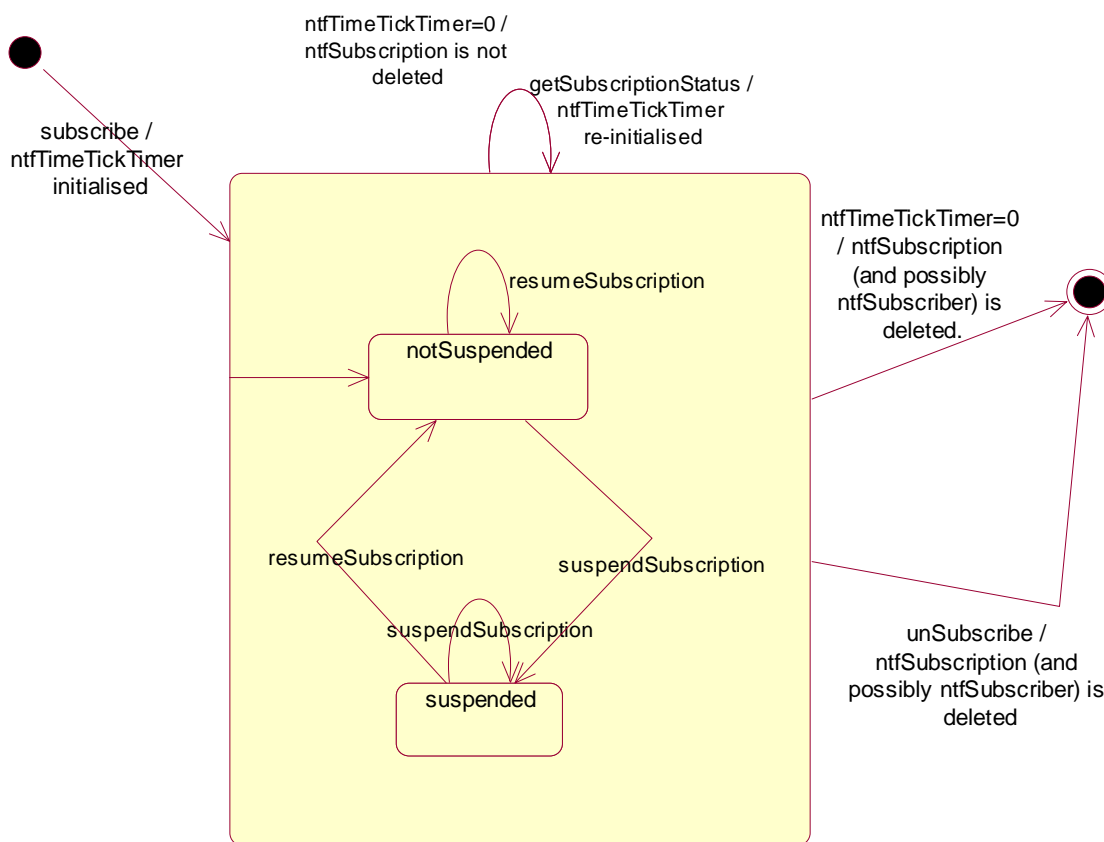 ntfTimeTickTimer=0 /
ntfSubscription is not
deleted
getSubscriptionStatus /
ntfTimeTickTimer
re-initialised
subscribe /
ntfTimeTickTimer
initialised
ntfTimeTickTimer=0
/ ntfSubscription
(and possibly
ntfSubscriber) is
deleted.
resumeSubscription
notSuspended
resumeSubscription
suspendSubscription
suspendSubscription
suspended
unSubscribe /
ntfSubscription (and
possibly ntfSubscriber) is
deleted